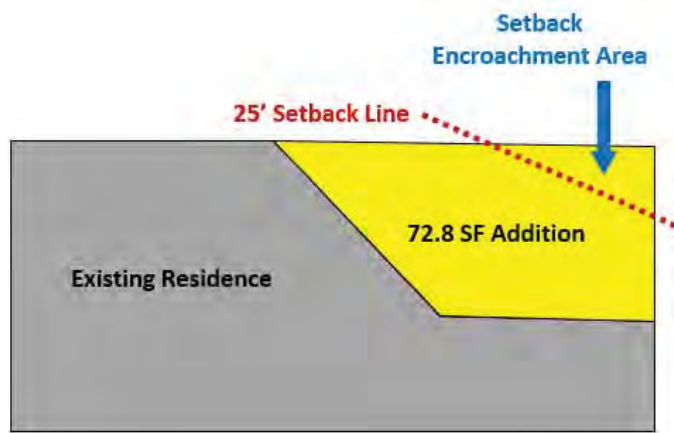 Setback
Encroachment Area
25' Setback Line
72.8 SF Addition
Existing Residence